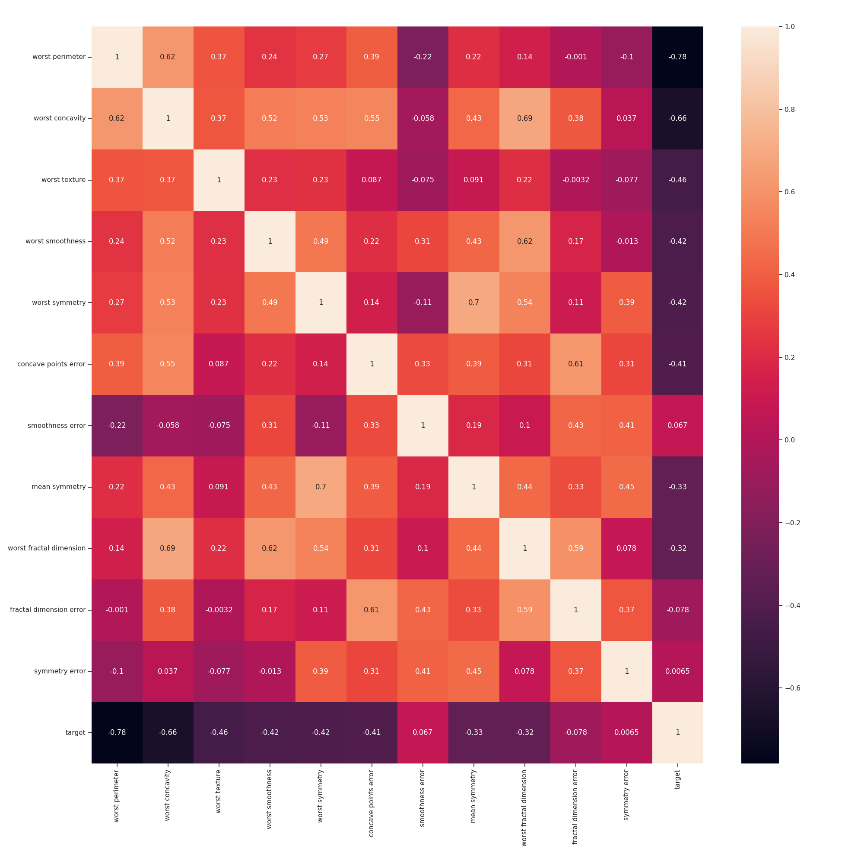 worst perimeter 1 0.62 0.37 0.24 0.27 0.39 -0.22 0.22 0.14 -0.001 -0.1 -0.78
worst concavity 0.62 1 0.37 0.52 0.53 0.55 -0.058 0.43 0.69 0.38 0.037 -0.66
worst texture 0.37 0.37 1 0.23 0.23 0.087 -0.075 0.091 0.22 -0.0032 -0.077 -0.46
worst smoothness 0.24 0.52 0.23 1 0.49 0.22 0.31 0.43 0.62 0.17 -0.013 -0.42
worst symmetry 0.27 0.53 0.23 0.49 1 0.14 -0.11 0.7 0.54 0.11 0.39 -0.42
concave points error 0.39 0.55 0.087 0.22 0.14 1 0.33 0.39 0.31 0.61 0.31 -0.41
smoothness error -0.22 -0.058 -0.075 0.31 -0.11 0.33 1 0.19 0.1 0.43 0.41 0.067
mean symmetry 0.22 0.43 0.091 0.43 0.7 0.39 0.19 1 0.44 0.33 0.45 -0.33
worst fractal dimension 0.14 0.69 0.22 0.62 0.54 0.31 0.1 0.44 1 0.59 0.078 -0.32
fractal dimension error -0.001 0.38 -0.0032 0.17 0.11 0.61 0.43 0.33 0.59 1 0.37 -0.078
symmetry error -0.1 0.037 -0.077 -0.013 0.39 0.31 0.41 0.45 0.078 0.37 1 0.0065
target -0.78 -0.66 -0.46 -0.42 -0.42 -0.41 0.067 -0.33 -0.32 -0.078 0.0065 1
worst perimeter
worst concavity
worst texture
worst smoothness
worst symmetry
concave points error
smoothness error
mean symmetry
worst fractal dimension
fractal dimension error
symmetry error
target
1.0
0.8
0.6
0.4
0.2
0.0
−0.2
−0.4
−0.6